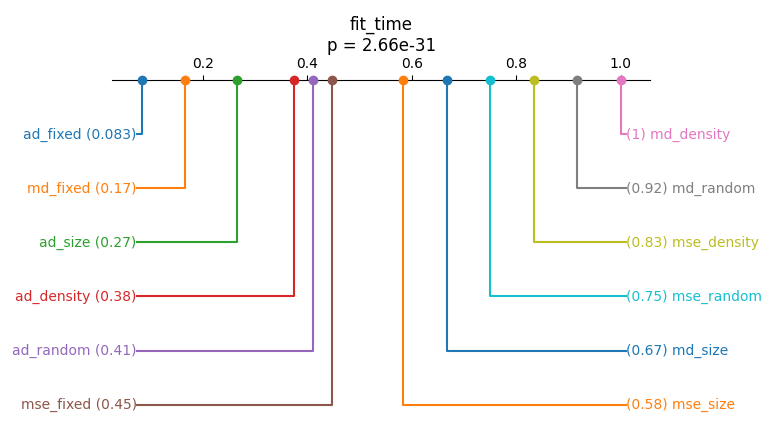 fit_time
p = 2.66e-31
0.2 0.4 0.6 0.8 1.0
ad_fixed (0.083) (1) md_density
md_fixed (0.17) (0.92) md_random
ad_size (0.27) (0.83) mse_density
ad_density (0.38) (0.75) mse_random
ad_random (0.41) (0.67) md_size
mse_fixed (0.45) (0.58) mse_size